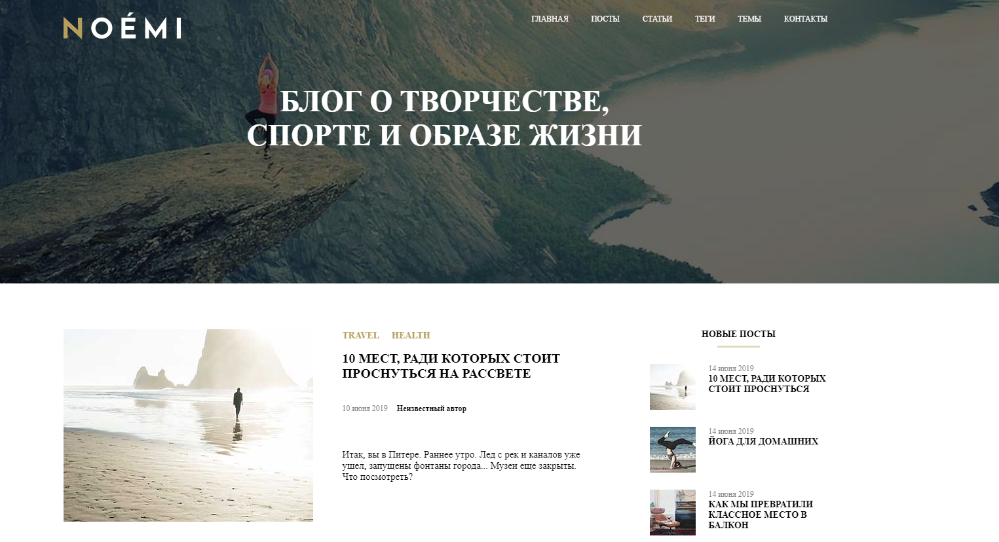 NOÉMI
ГЛАВНАЯ ПОСТЫ СТАТЬИ ТЕГИ ТЕМЫ КОНТАКТЫ
БЛОГ О ТВОРЧЕСТВЕ,
СПОРТЕ И ОБРАЗЕ ЖИЗНИ
TRAVEL HEALTH
10 МЕСТ, РАДИ КОТОРЫХ СТОИТ
ПРОСНУТЬСЯ НА РАССВЕТЕ
10 июня 2019 Неизвестный автор
Итак, вы в Питере. Раннее утро. Лед с рек и каналов уже
ушел, запущены фонтаны города... Музеи еще закрыты.
Что посмотреть?
НОВЫЕ ПОСТЫ
14 июня 2019
10 МЕСТ, РАДИ КОТОРЫХ
СТОИТ ПРОСНУТЬСЯ
14 июня 2019
ЙОГА ДЛЯ ДОМАШНИХ
14 июня 2019
КАК МЫ ПРЕВРАТИЛИ
КЛАССНОЕ МЕСТО В
БАЛКОН